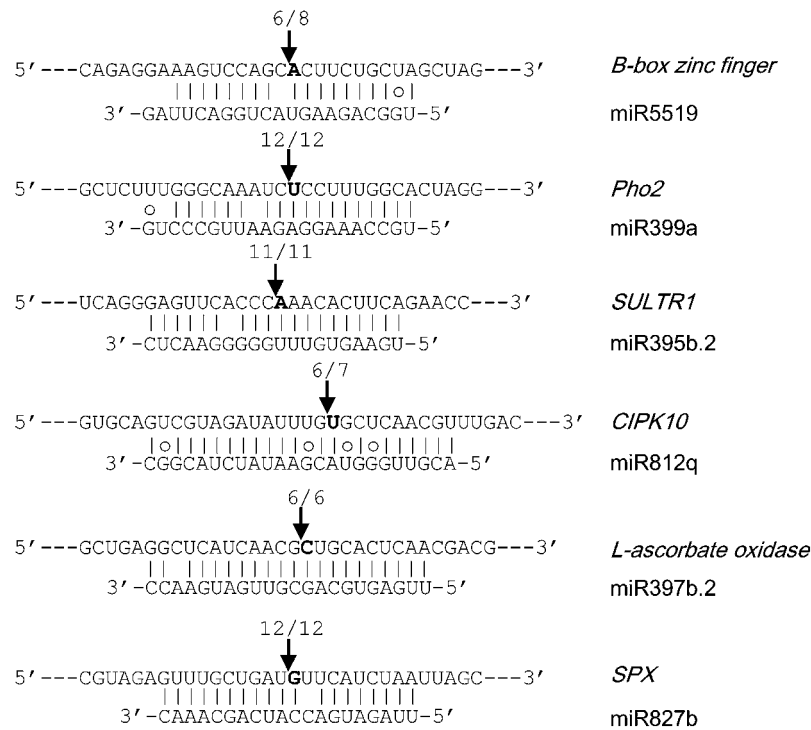 6/8
5′ ---CAGAGGAAAGUCCAGCACUUCUGCUAGCUAG---3′ B-box zinc finger
||||||||  ||||||||○|
3′-GAUUCAGGUCAUGAAGACGGU-5′ miR5519
12/12
5′ ---GCUCUUUGGGCAAAUCUCCUUUGGCACUAGG---3′ Pho2
○ |||||| ||||||||||||
3′-GUCCCGUUAAGAGGAAACCGU-5′ miR399a
11/11
5′ ---UCAGGGAGUUCACCCAAACACUUCAGAACC---3′ SULTR1
|||||| |||||||||||||
3′-CUCAAGGGGGUUUGUGAAGU-5′ miR395b.2
6/7
5′ ---GUGCAGUCGUAGAUAUUUGUGCUCAACGUUUGAC---3′ CIPK10
|○||||||||||○||○|○||||||
3′-CGGCAUCUAUAAGCAUGGGUUGCA-5′ miR812q
6/6
5′ ---GCUGAGGCUCAUCAACGCUGCACUCAACGACG---3′ L-ascorbate oxidase
|| |||||||||||||||||||
3′-CCAAGUAGUUGCGACGUGAGUU-5′ miR397b.2
12/12
5′ ---CGUAGAGUUUGCUGAUGUUCAUCUAAUUAGC---3′ SPX
||||||||||| ||||||||
3′-CAAACGACUACCAGUAGAUU-5′ miR827b